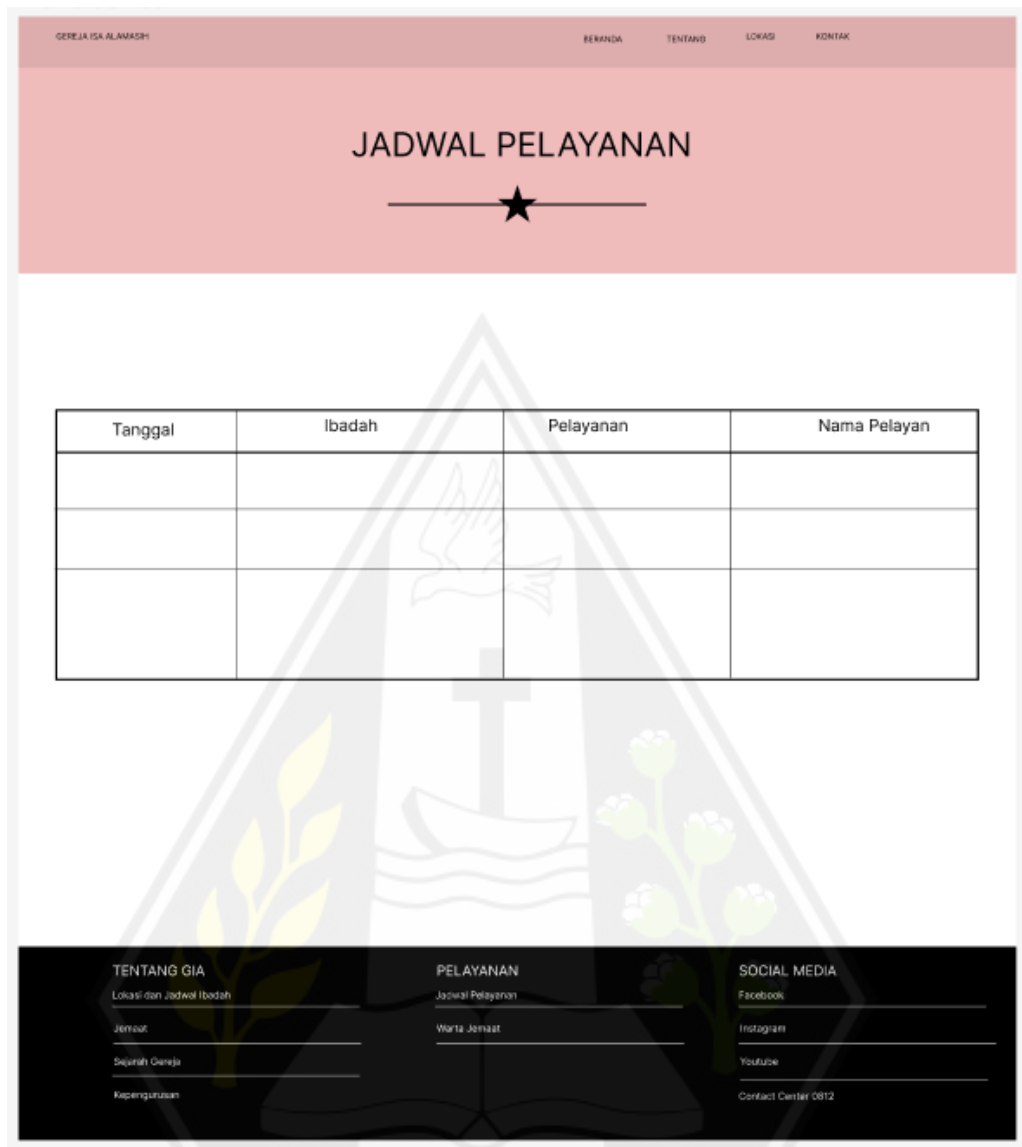 GEREJA ISA ALAMASIH
BERANDA TENTANG LOKASI KONTAK
JADWAL PELAYANAN
Tanggal Ibadah Pelayanan Nama Pelayan
TENTANG GIA PELAYANAN SOCIAL MEDIA
Lokasi dan Jadwal Ibadah Jadwal Pelayanan Facebook
Jemaat Warta Jemaat Instagram
Sejarah Gereja Youtube
Kepengurusan Contact Center 0812